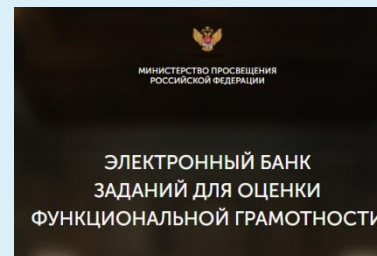 МИНИСТЕРСТВО ПРОСВЕЩЕНИЯ
РОССИЙСКОЙ ФЕДЕРАЦИИ
ЭЛЕКТРОННЫЙ БАНК
ЗАДАНИЙ ДЛЯ ОЦЕНКИ
ФУНКЦИОНАЛЬНОЙ ГРАМОТНОСТИ